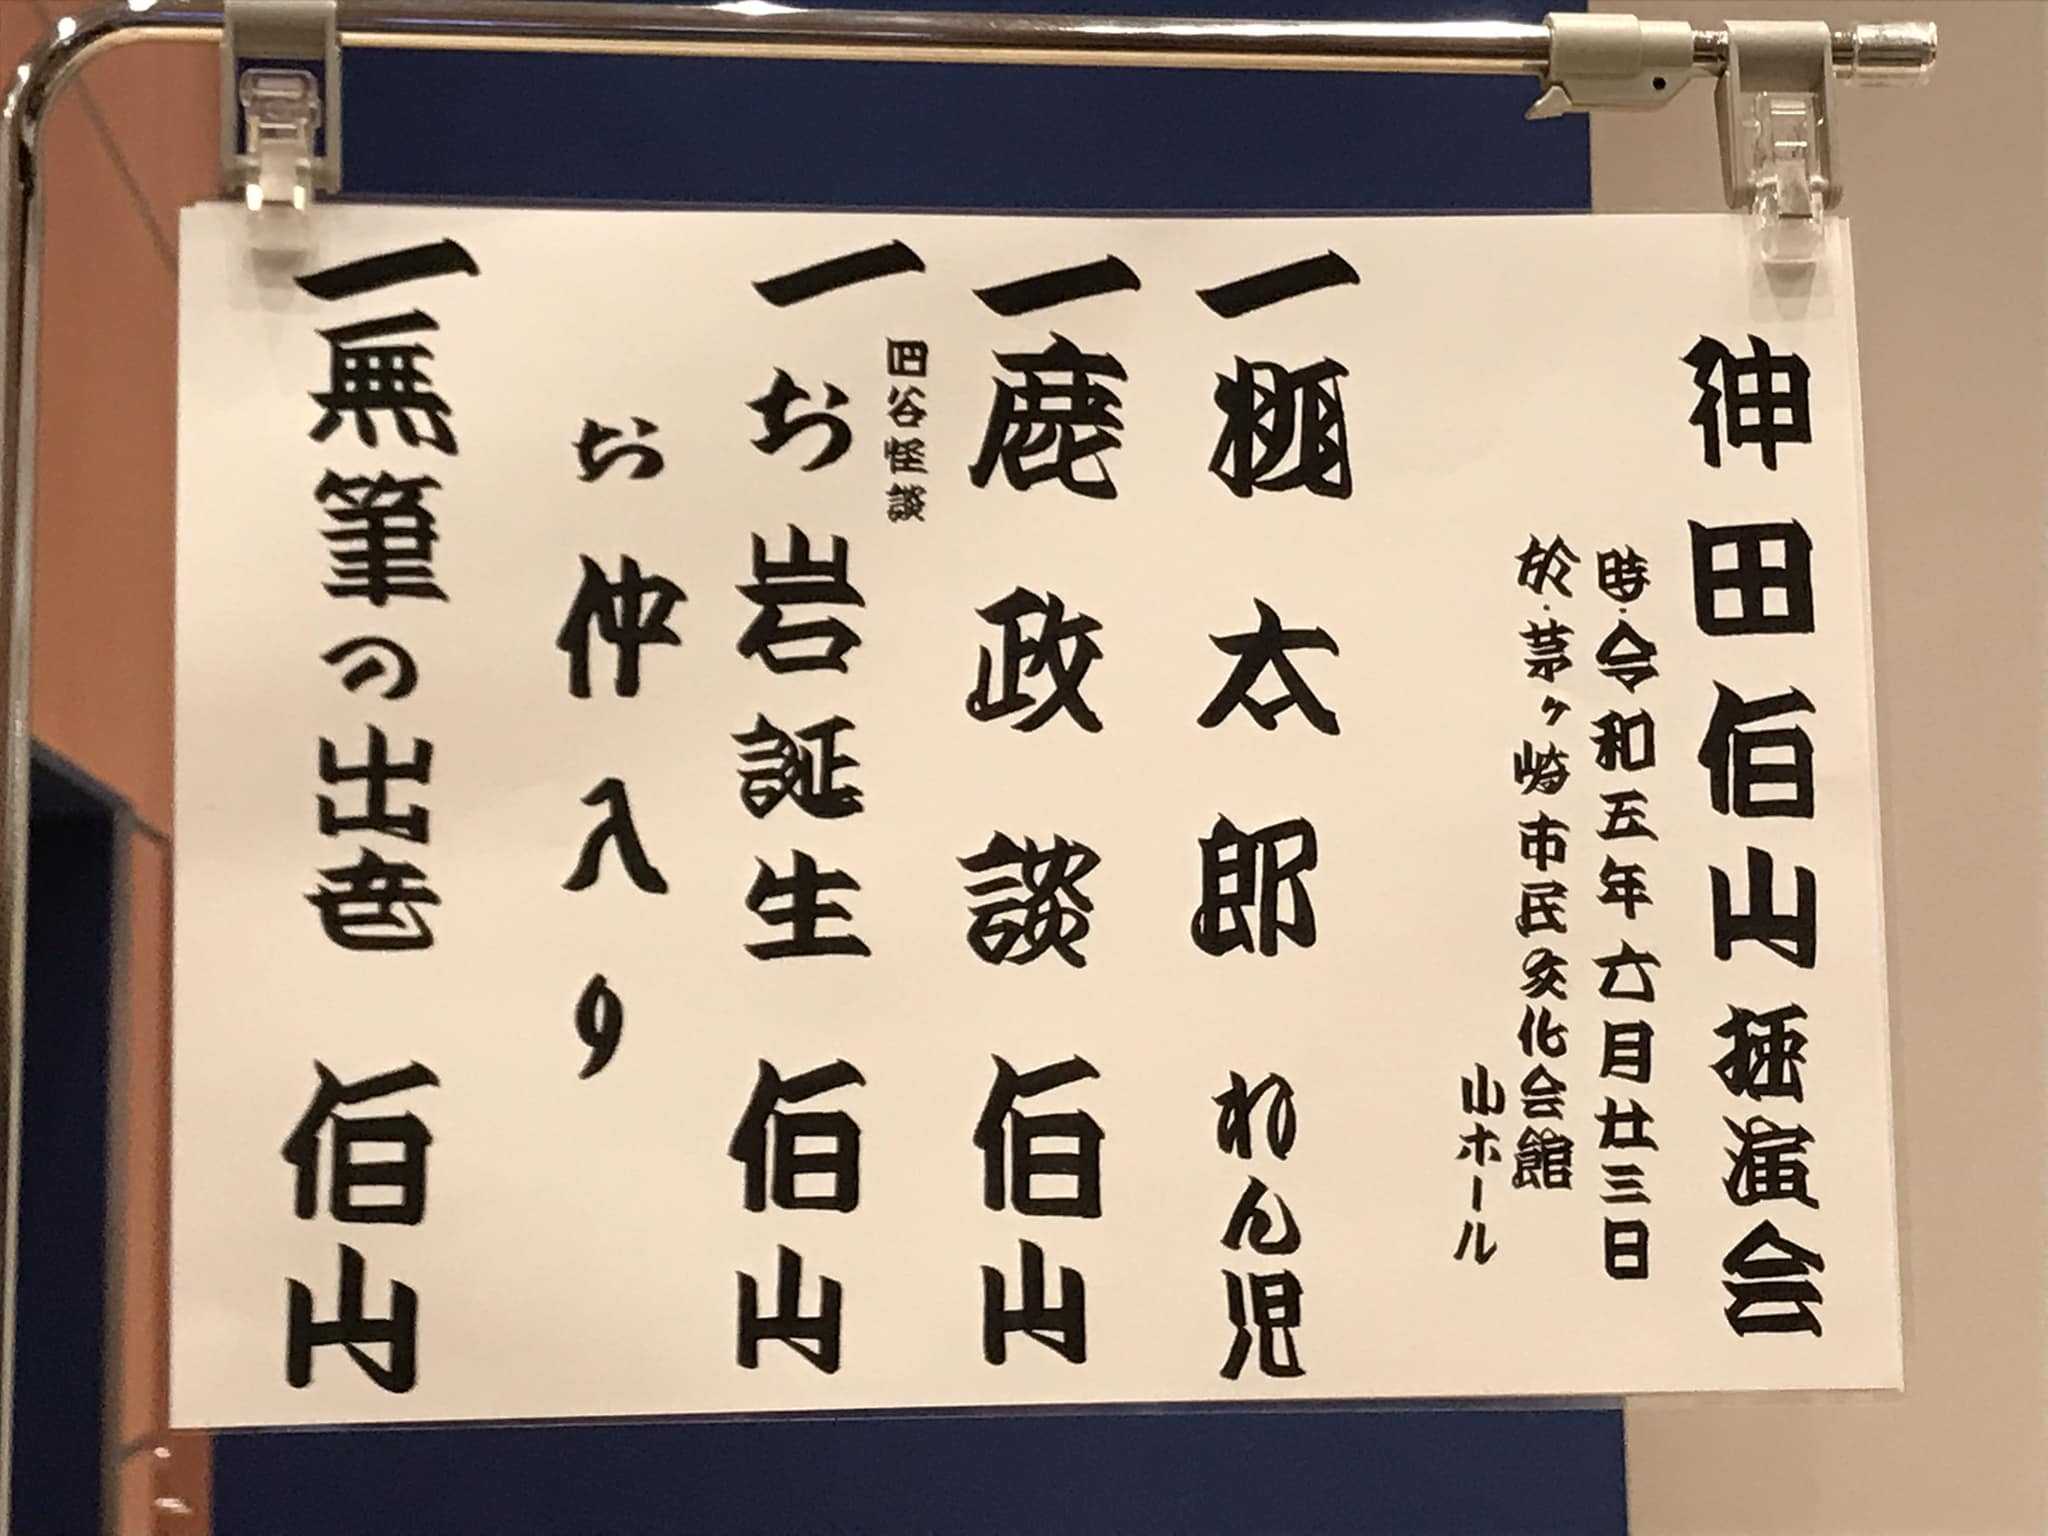 神田伯山独演会
時・令和五年六月廿三日
於・茅ヶ崎市民文化会館
小ホール
一 桃太郎 れん児
一 鹿政談 伯山
四谷怪談
一 お岩誕生 伯山
お仲入り
一 無筆の出世 伯山